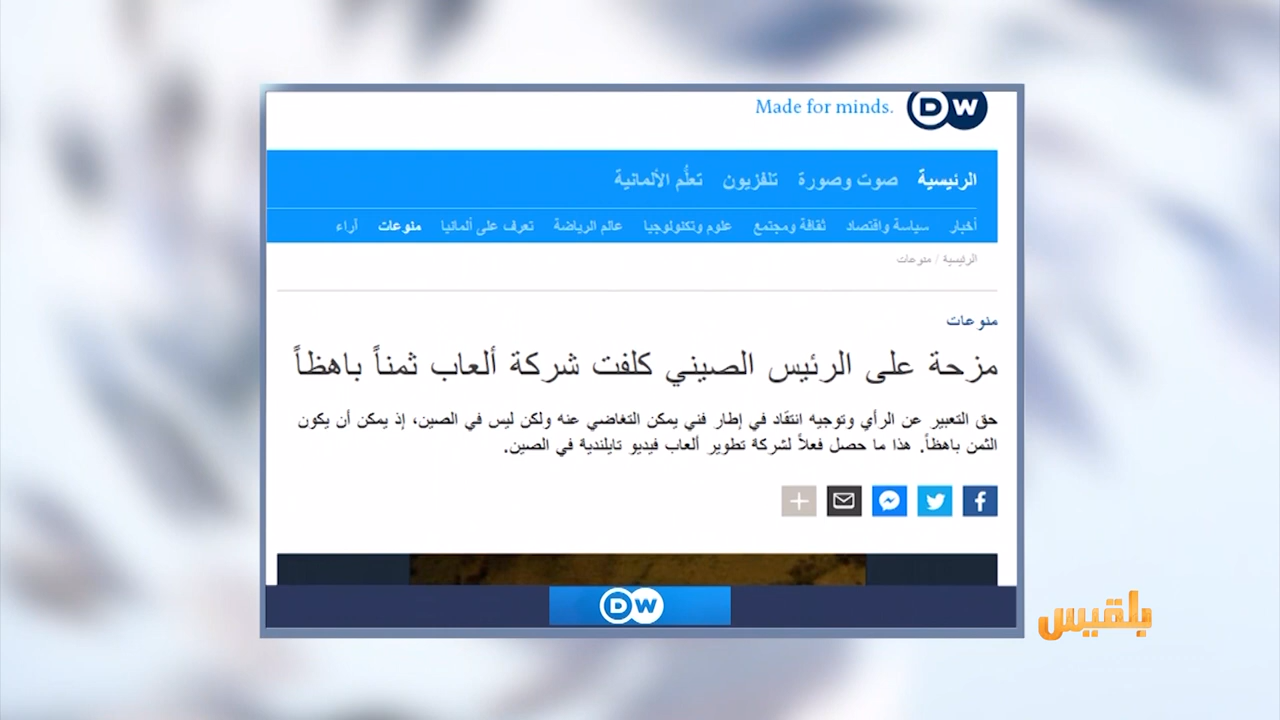 Made for minds. DW
الرئيسية صوت وصورة تلفزيون تعلُّم الألمانية
أخبار سياسة واقتصاد ثقافة ومجتمع علوم وتكنولوجيا عالم الرياضة تعرف على ألمانيا منوعات آراء
الرئيسية / منوعات
منوعات
مزحة على الرئيس الصيني كلفت شركة ألعاب ثمناً باهظاً
حق التعبير عن الرأي وتوجيه انتقاد في إطار فني يمكن التغاضي عنه ولكن ليس في الصين، إذ يمكن أن يكون
الثمن باهظاً. هذا ما حصل فعلاً لشركة تطوير ألعاب فيديو تايلندية في الصين.
DW
بلقيس